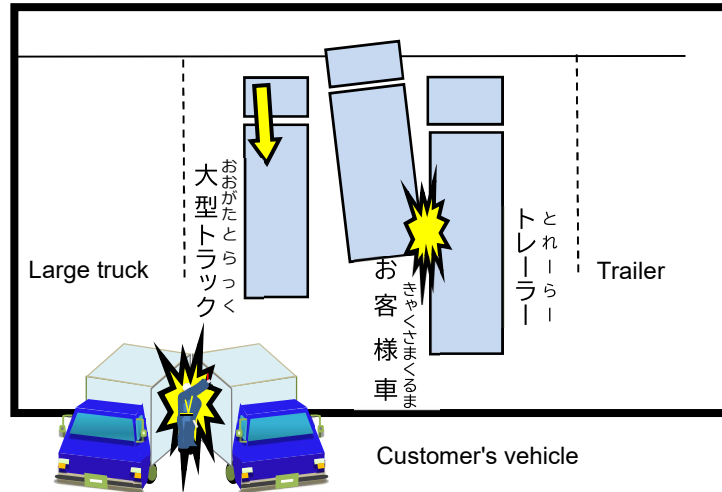 大型トラック
おおがたとらっく
お客様車
きゃくさまくるま
トレーラー
とれーらー
Large truck
Trailer
Customer's vehicle